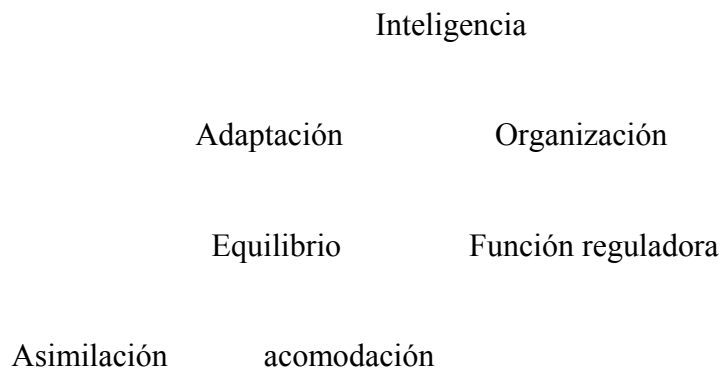 Inteligencia
Adaptación Organización
Equilibrio Función reguladora
Asimilación acomodación